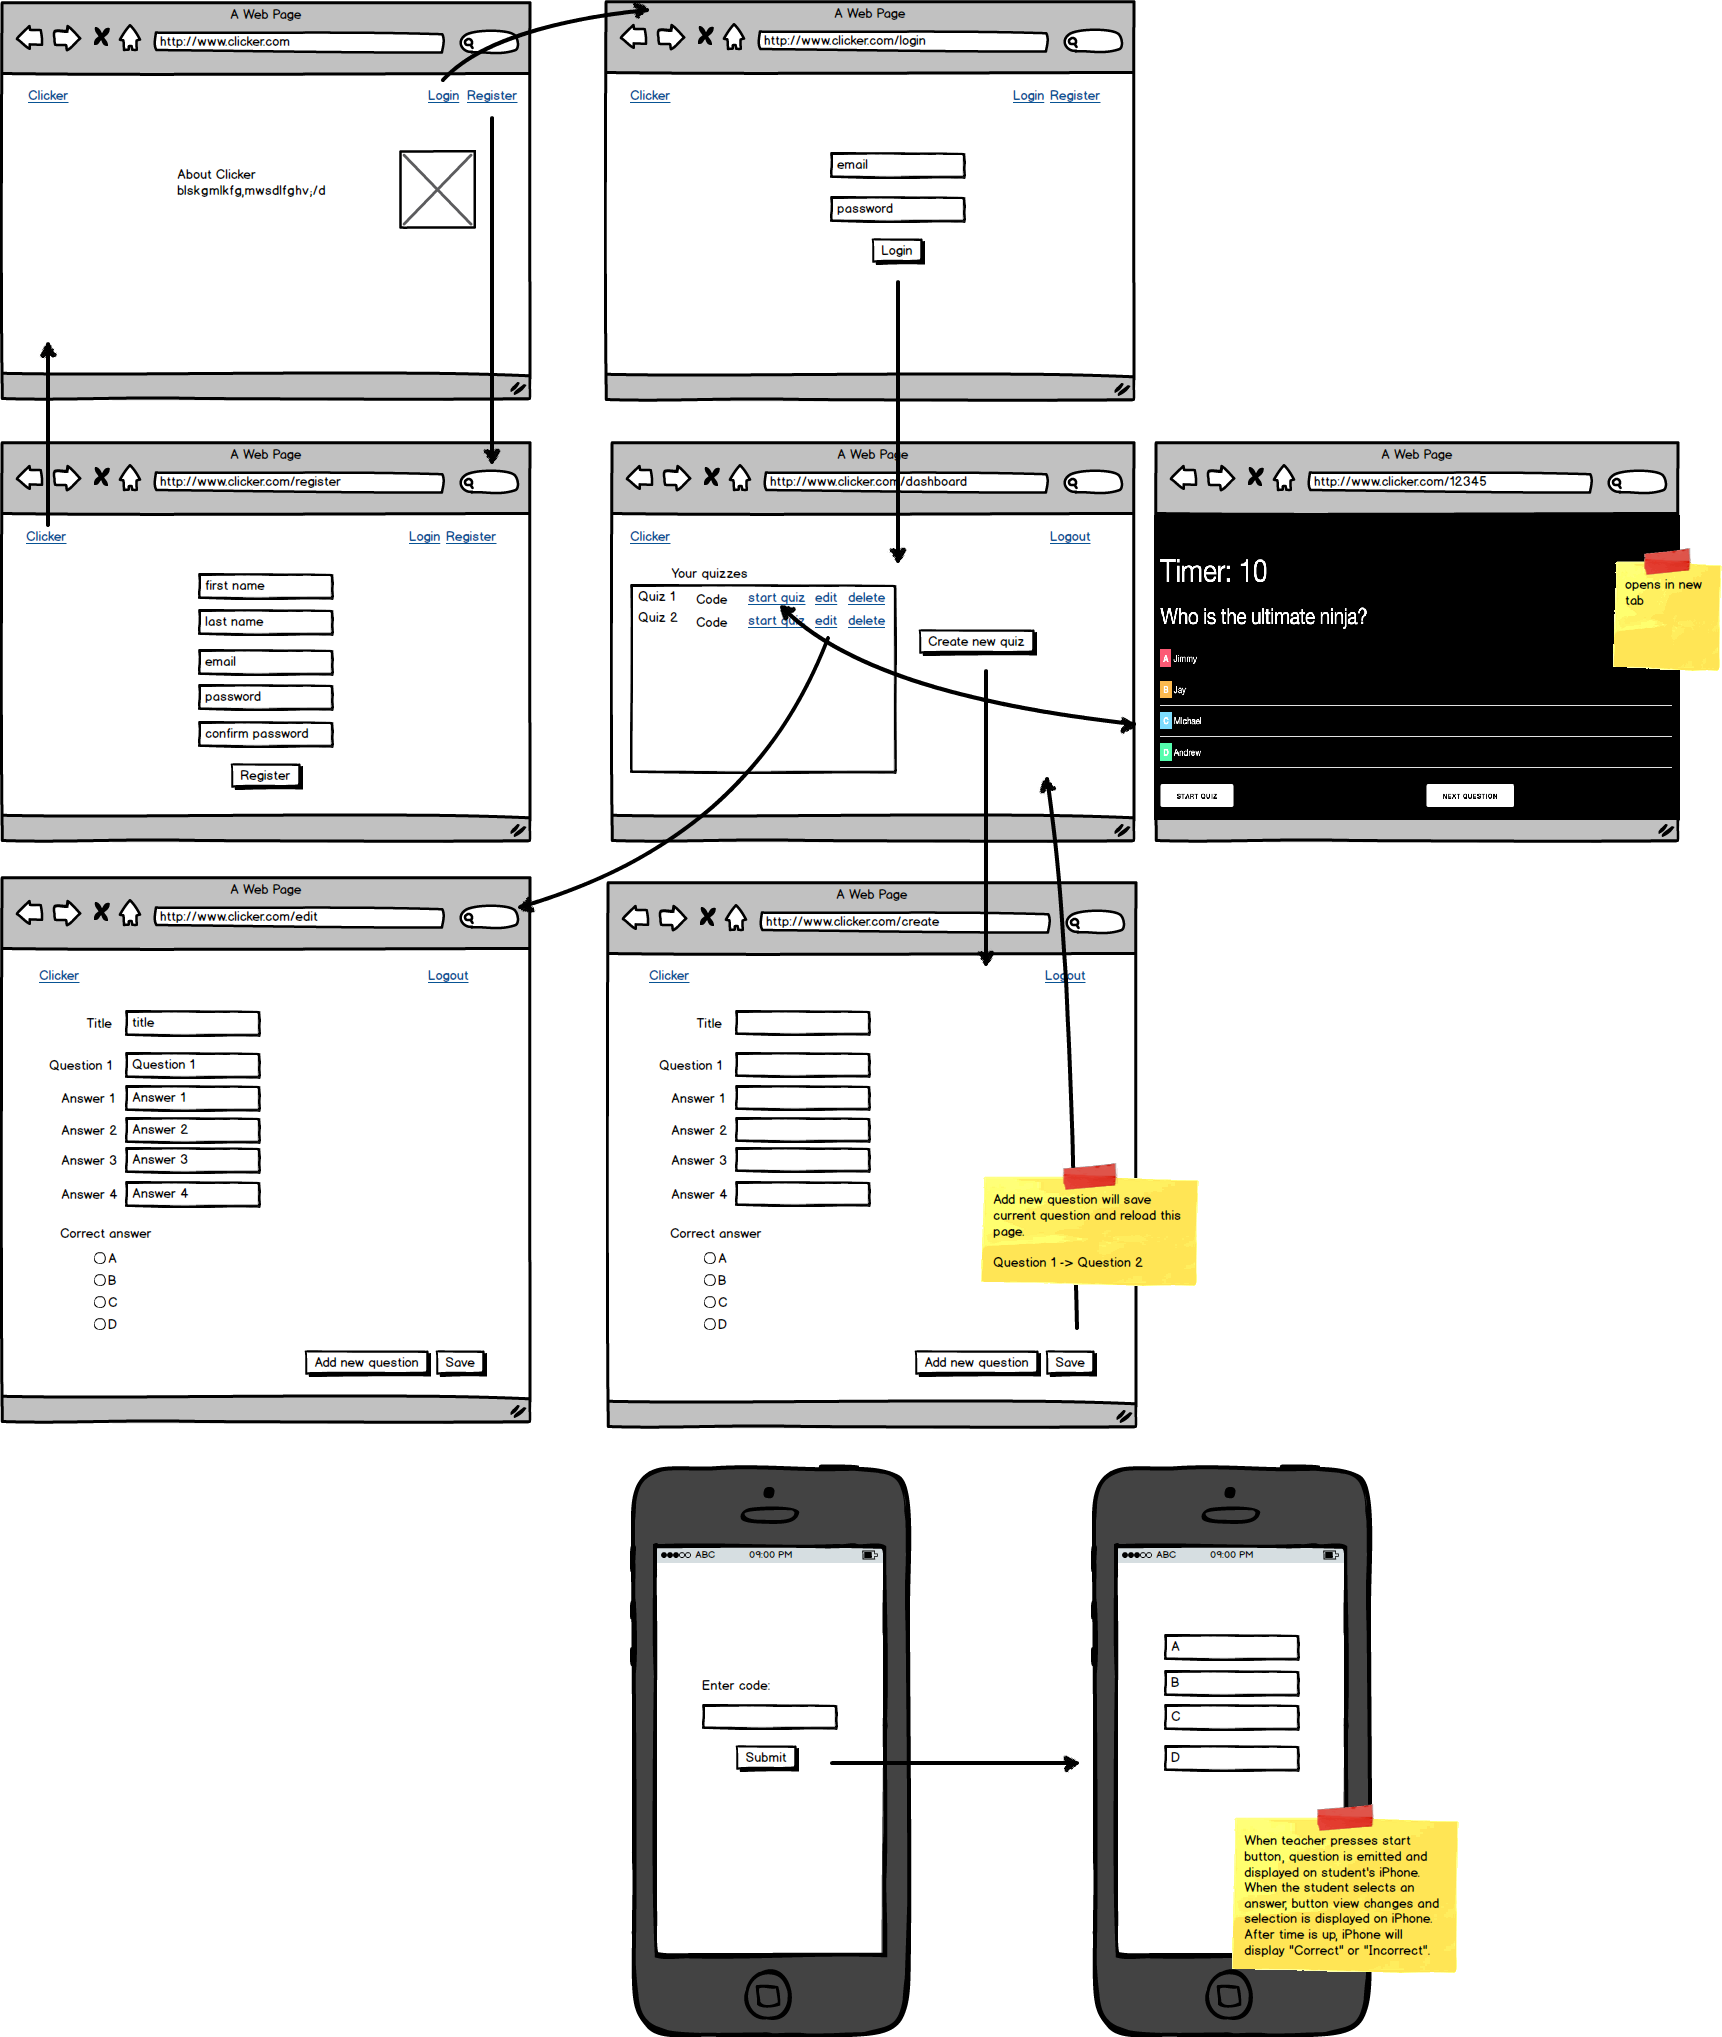 A Web Page
http://www.clicker.com
Clicker
Login Register
About Clicker
blskgmlkfg,mwsdlfghv;/d
A Web Page
http://www.clicker.com/login
Clicker
Login Register
email
password
Login
A Web Page
http://www.clicker.com/register
Clicker
Login Register
first name
last name
email
password
confirm password
Register
A Web Page
http://www.clicker.com/dashboard
Clicker
Logout
Your quizzes
Quiz 1 Code start quiz edit delete
Quiz 2 Code start quiz edit delete
Create new quiz
A Web Page
http://www.clicker.com/12345
Timer: 10
Who is the ultimate ninja?
A Jimmy
B Jay
C Michael
D Andrew
START QUIZ
NEXT QUESTION
opens in new
tab
A Web Page
http://www.clicker.com/edit
Clicker
Logout
Title title
Question 1 Question 1
Answer 1 Answer 1
Answer 2 Answer 2
Answer 3 Answer 3
Answer 4 Answer 4
Correct answer
A
B
C
D
Add new question
Save
A Web Page
http://www.clicker.com/create
Clicker
Logout
Title
Question 1
Answer 1
Answer 2
Answer 3
Answer 4
Correct answer
A
B
C
D
Add new question
Save
Add new question will save
current question and reload this
page.
Question 1 -> Question 2
ABC 09:00 PM
Enter code:
Submit
ABC 09:00 PM
A
B
C
D
When teacher presses start
button, question is emitted and
displayed on student's iPhone.
When the student selects an
answer, button view changes and
selection is displayed on iPhone.
After time is up, iPhone will
display "Correct" or "Incorrect".